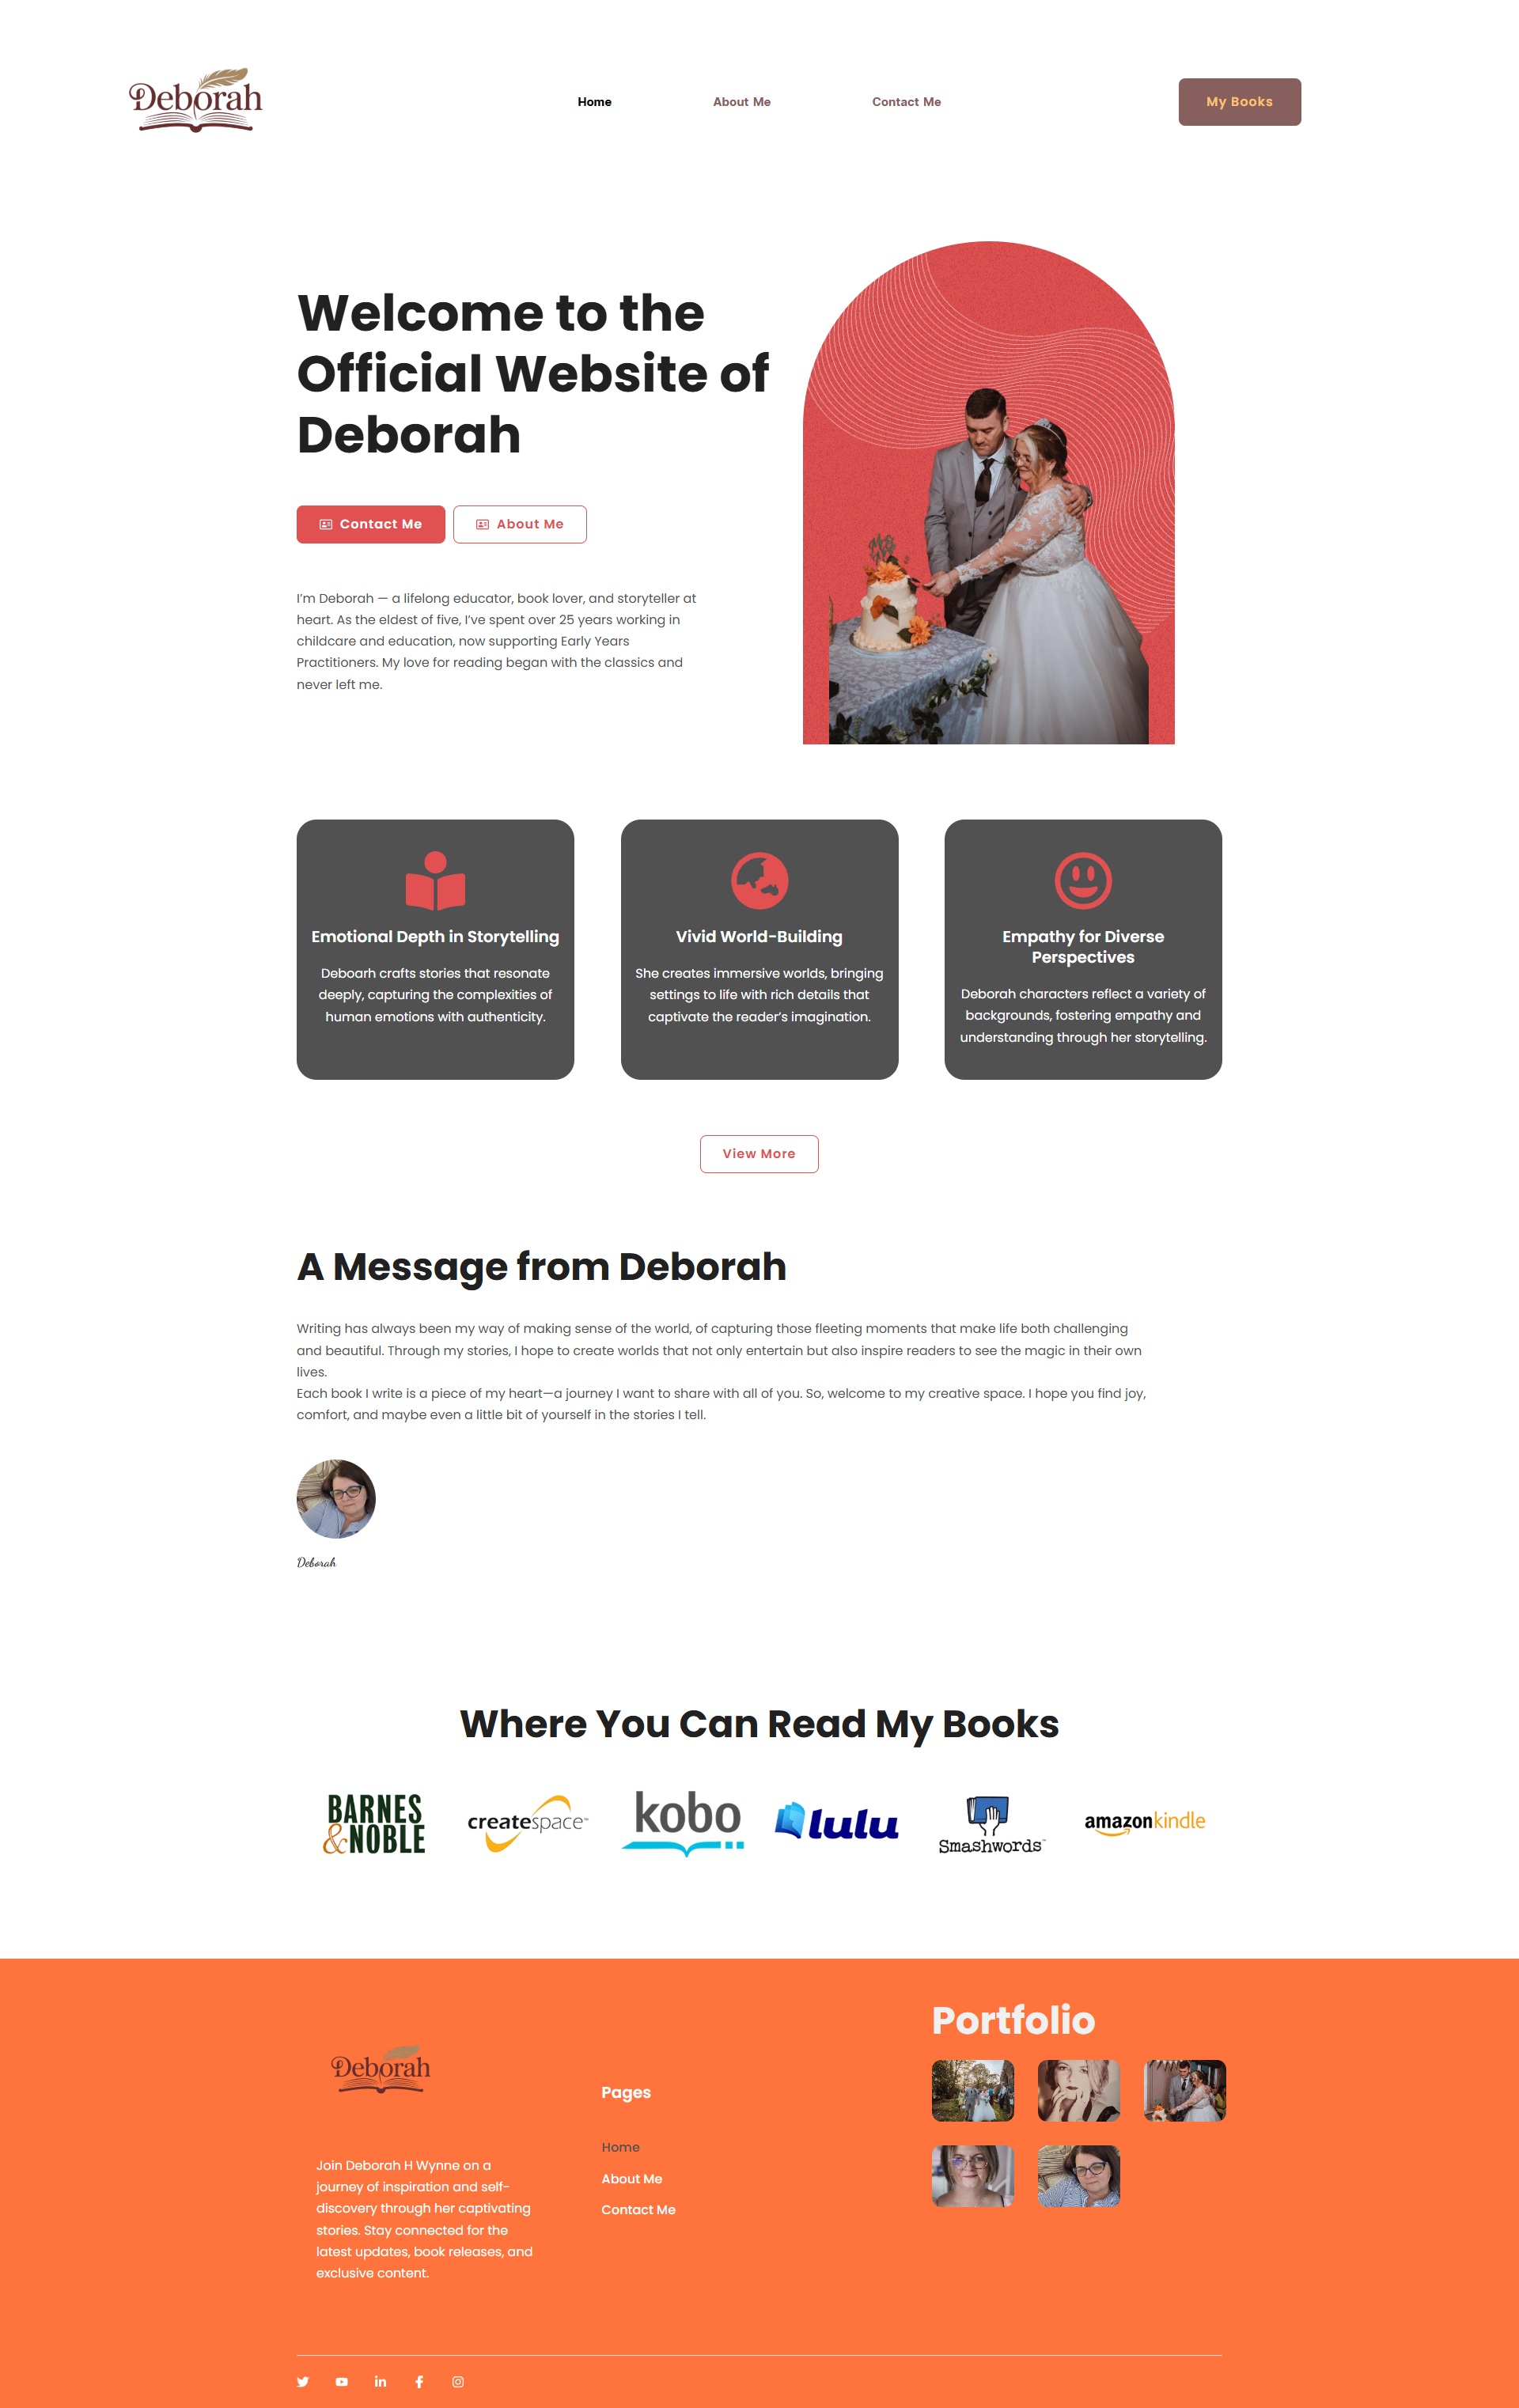 Deborah
Home
About Me
Contact Me
My Books
Welcome to the
Official Website of
Deborah
Contact Me
About Me
I’m Deborah — a lifelong educator, book lover, and storyteller at
heart. As the eldest of five, I’ve spent over 25 years working in
childcare and education, now supporting Early Years
Practitioners. My love for reading began with the classics and
never left me.
Emotional Depth in Storytelling
Deboarh crafts stories that resonate
deeply, capturing the complexities of
human emotions with authenticity.
Vivid World-Building
She creates immersive worlds, bringing
settings to life with rich details that
captivate the reader’s imagination.
Empathy for Diverse
Perspectives
Deborah characters reflect a variety of
backgrounds, fostering empathy and
understanding through her storytelling.
View More
A Message from Deborah
Writing has always been my way of making sense of the world, of capturing those fleeting moments that make life both challenging
and beautiful. Through my stories, I hope to create worlds that not only entertain but also inspire readers to see the magic in their own
lives.
Each book I write is a piece of my heart—a journey I want to share with all of you. So, welcome to my creative space. I hope you find joy,
comfort, and maybe even a little bit of yourself in the stories I tell.
Deborah
Where You Can Read My Books
BARNES
&NOBLE
createspace™
kobo
lulu
Smashwords™
amazonkindle
Deborah
Join Deborah H Wynne on a
journey of inspiration and self-
discovery through her captivating
stories. Stay connected for the
latest updates, book releases, and
exclusive content.
Pages
Home
About Me
Contact Me
Portfolio